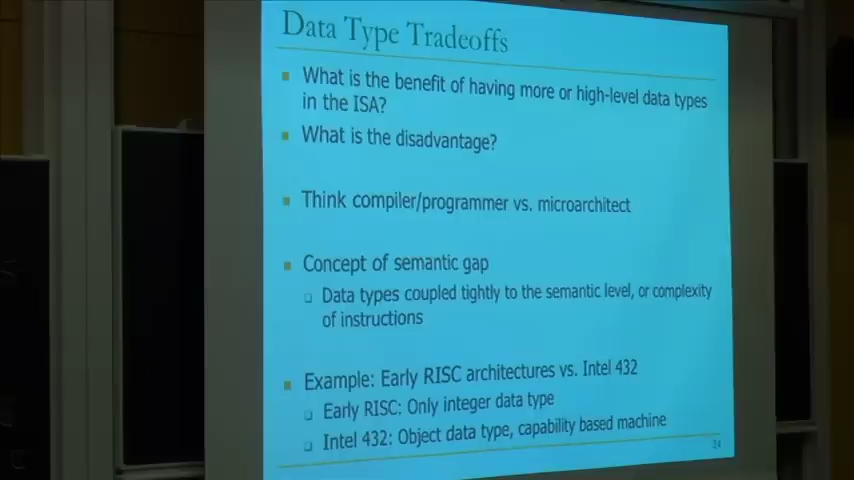 Data Type Tradeoffs
What is the benefit of having more or high-level data types
in the ISA?
What is the disadvantage?
Think compiler/programmer vs. microarchitect
Concept of semantic gap
Data types coupled tightly to the semantic level, or complexity
of instructions
Example: Early RISC architectures vs. Intel 432
Early RISC: Only integer data type
Intel 432: Object data type, capability based machine
24